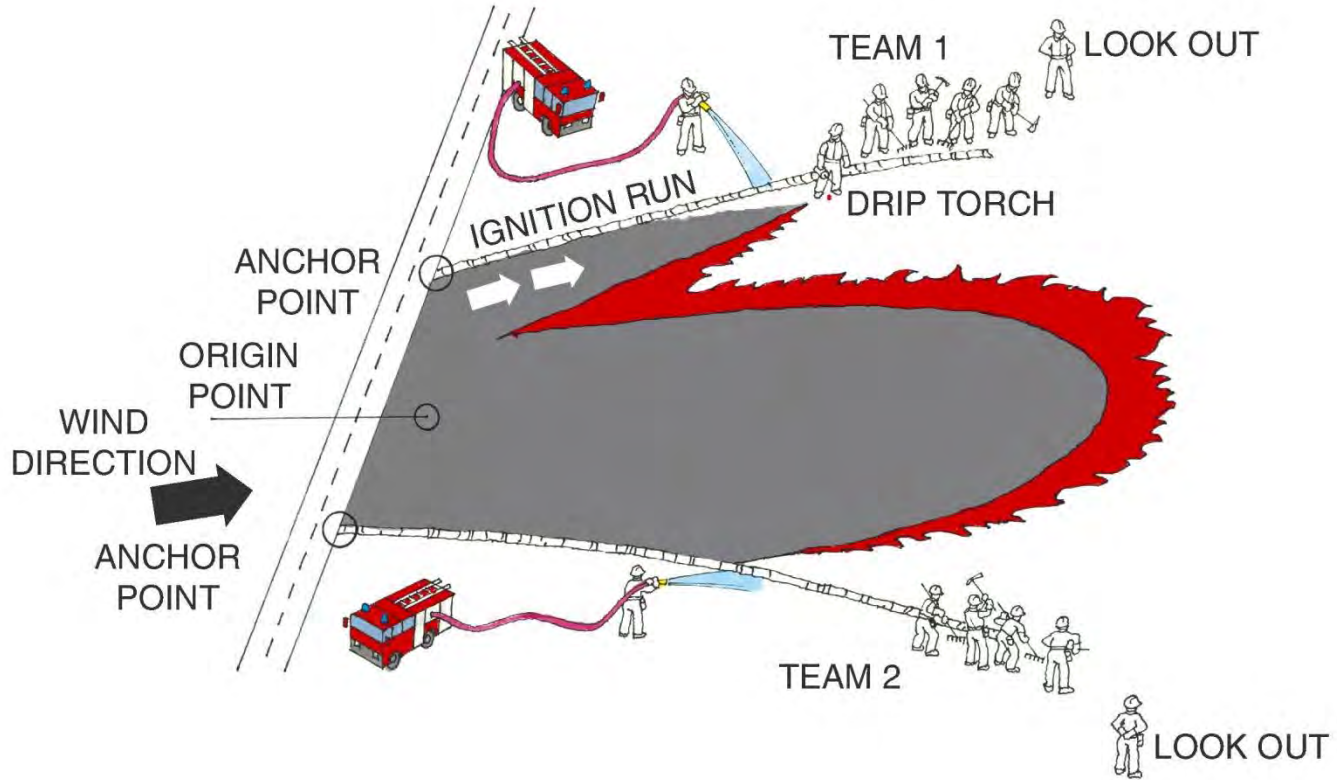 TEAM 1
LOOK OUT
IGNITION RUN
DRIP TORCH
ANCHOR
POINT
ORIGIN
POINT
WIND
DIRECTION
ANCHOR
POINT
TEAM 2
LOOK OUT